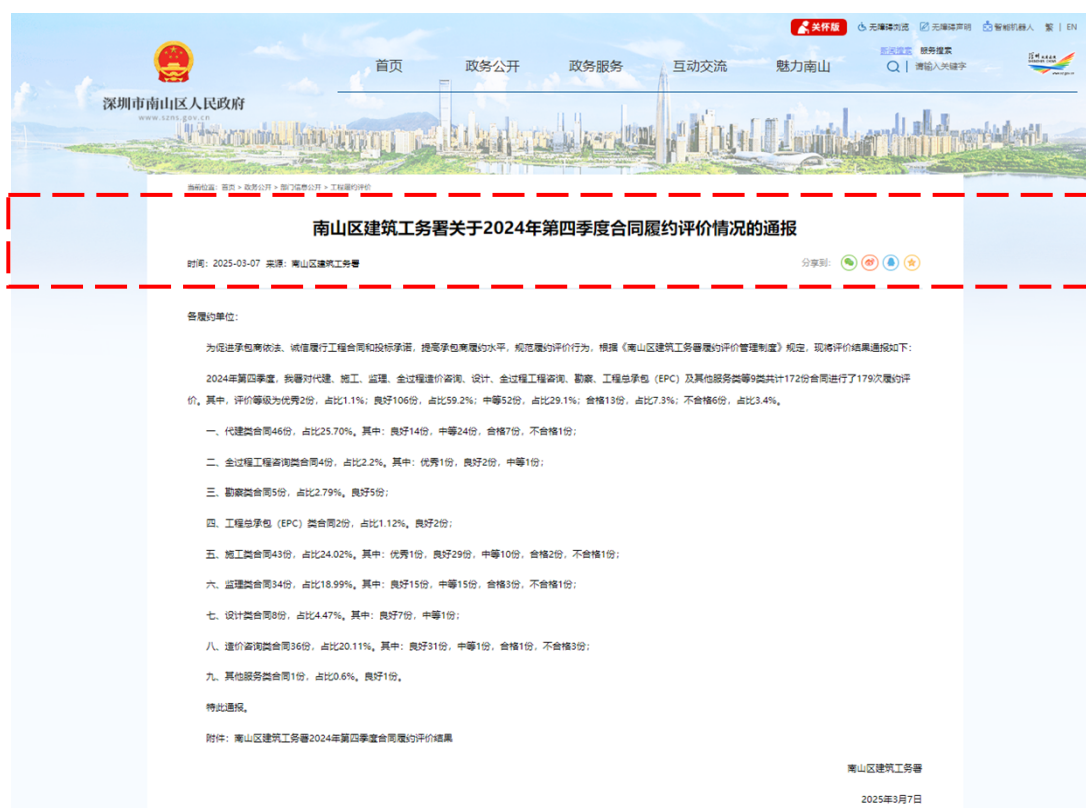 关怀版 无障碍浏览 无障碍声明 智能机器人 繁 | EN
新闻搜索 服务搜索
首页 政务公开 政务服务 互动交流 魅力南山 请输入关键字
深圳市南山区人民政府
www.szns.gov.cn
当前位置：首页 > 政务公开 > 部门信息公开 > 工程履约评价
南山区建筑工务署关于2024年第四季度合同履约评价情况的通报
时间：2025-03-07 来源：南山区建筑工务署 分享到：
各履约单位：
为促进承包商依法、诚信履行工程合同和投标承诺，提高承包商履约水平，规范履约评价行为，根据《南山区建筑工务署履约评价管理制度》规定，现将评价结果通报如下：
2024年第四季度，我署对代建、施工、监理、全过程造价咨询、设计、全过程工程咨询、勘察、工程总承包（EPC）及其他服务类等9类共计172份合同进行了179次履约评
价。其中，评价等级为优秀2份，占比1.1%；良好106份，占比59.2%；中等52份，占比29.1%；合格13份，占比7.3%；不合格6份，占比3.4%。
一、代建类合同46份，占比25.70%。其中：良好14份，中等24份，合格7份，不合格1份；
二、全过程工程咨询类合同4份，占比2.2%。其中：优秀1份，良好2份，中等1份；
三、勘察类合同5份，占比2.79%。良好5份；
四、工程总承包（EPC）类合同2份，占比1.12%。良好2份；
五、施工类合同43份，占比24.02%。其中：优秀1份，良好29份，中等10份，合格2份，不合格1份；
六、监理类合同34份，占比18.99%。其中：良好15份，中等15份，合格3份，不合格1份；
七、设计类合同8份，占比4.47%。其中：良好7份，中等1份；
八、造价咨询类合同36份，占比20.11%。其中：良好31份，中等1份，合格1份，不合格3份；
九、其他服务类合同1份，占比0.6%。良好1份。
特此通报。
附件：南山区建筑工务署2024年第四季度合同履约评价结果
南山区建筑工务署
2025年3月7日